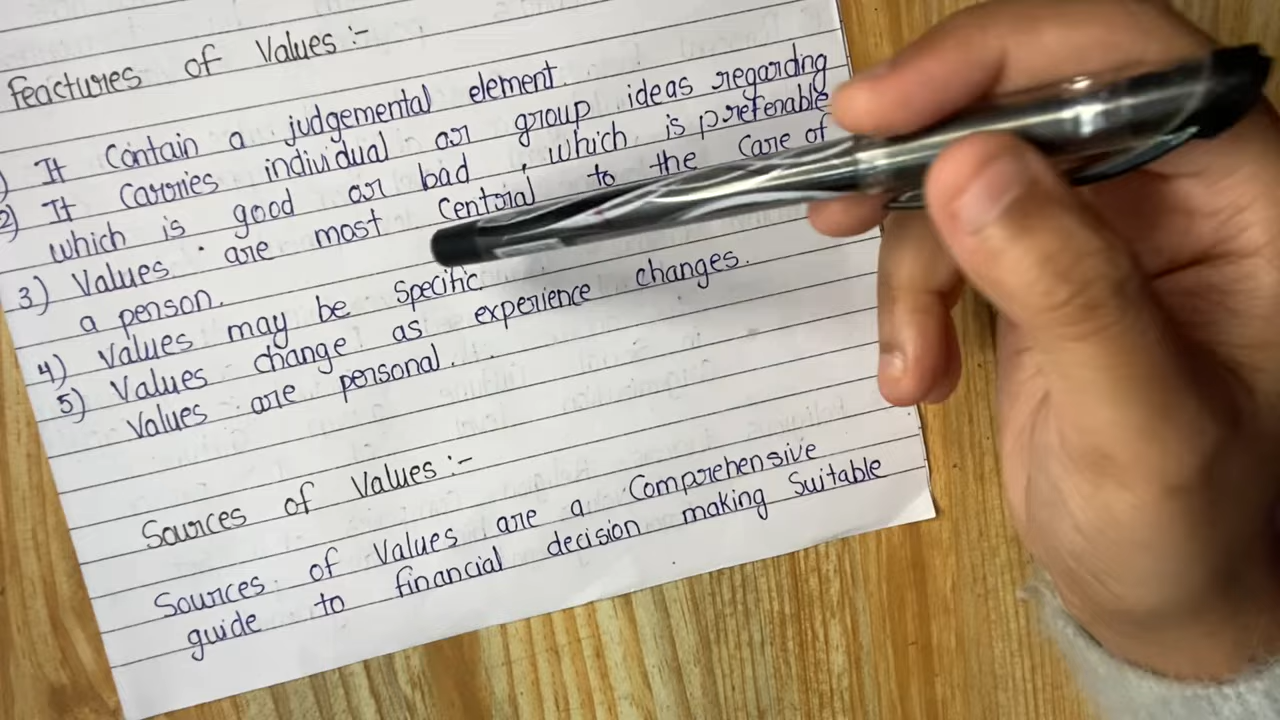 Feactures of Values :-
1) It Contain a judgemental element
2) It carries individual or group ideas regarding
which is good or bad, which is preferable
3) Values are most central to the care of
a person.
4) Values may be specific
5) Values change as experience changes.
Values are personal.
Sources of Values :-
Sources of Values are a Comprehensive
guide to financial decision making Suitable